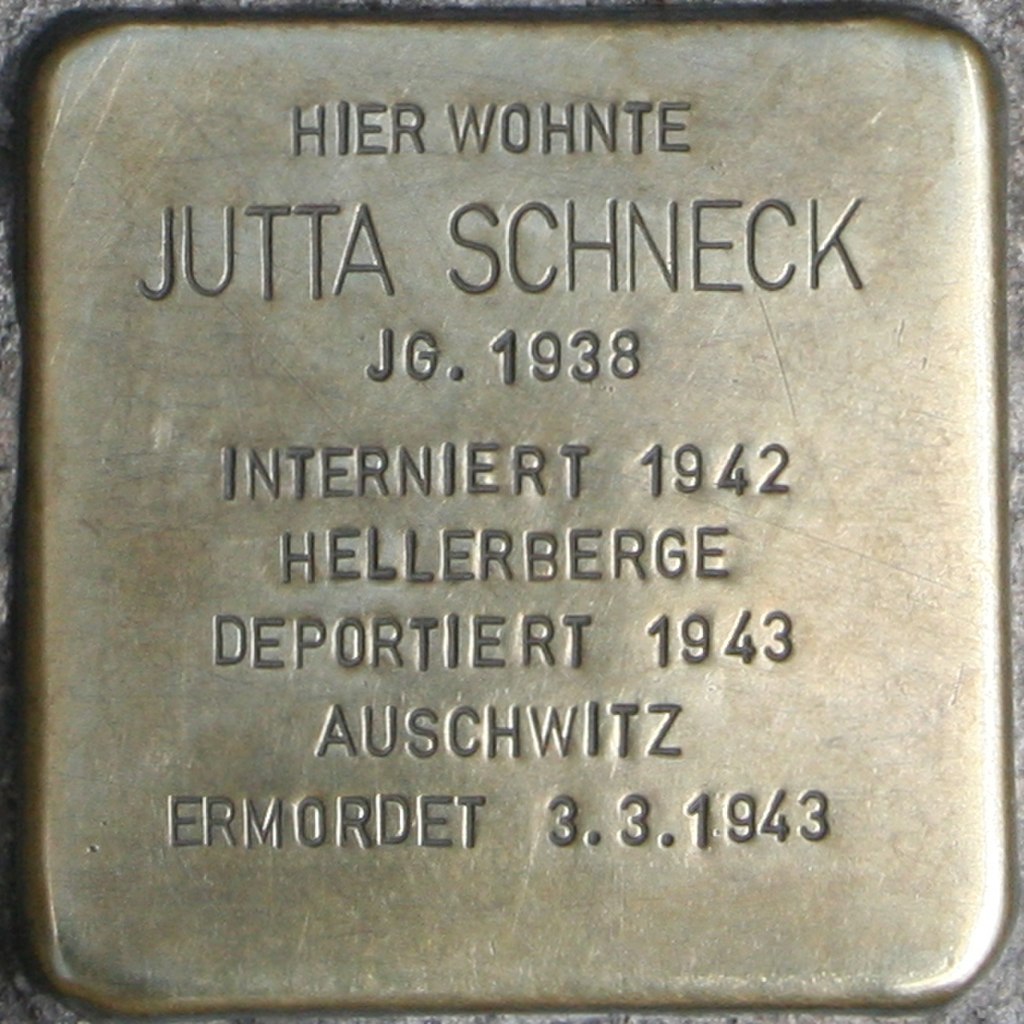 HIER WOHNTE
JUTTA SCHNECK
JG. 1938
INTERNIERT 1942
HELLERBERGE
DEPORTIERT 1943
AUSCHWITZ
ERMORDET 3.3.1943